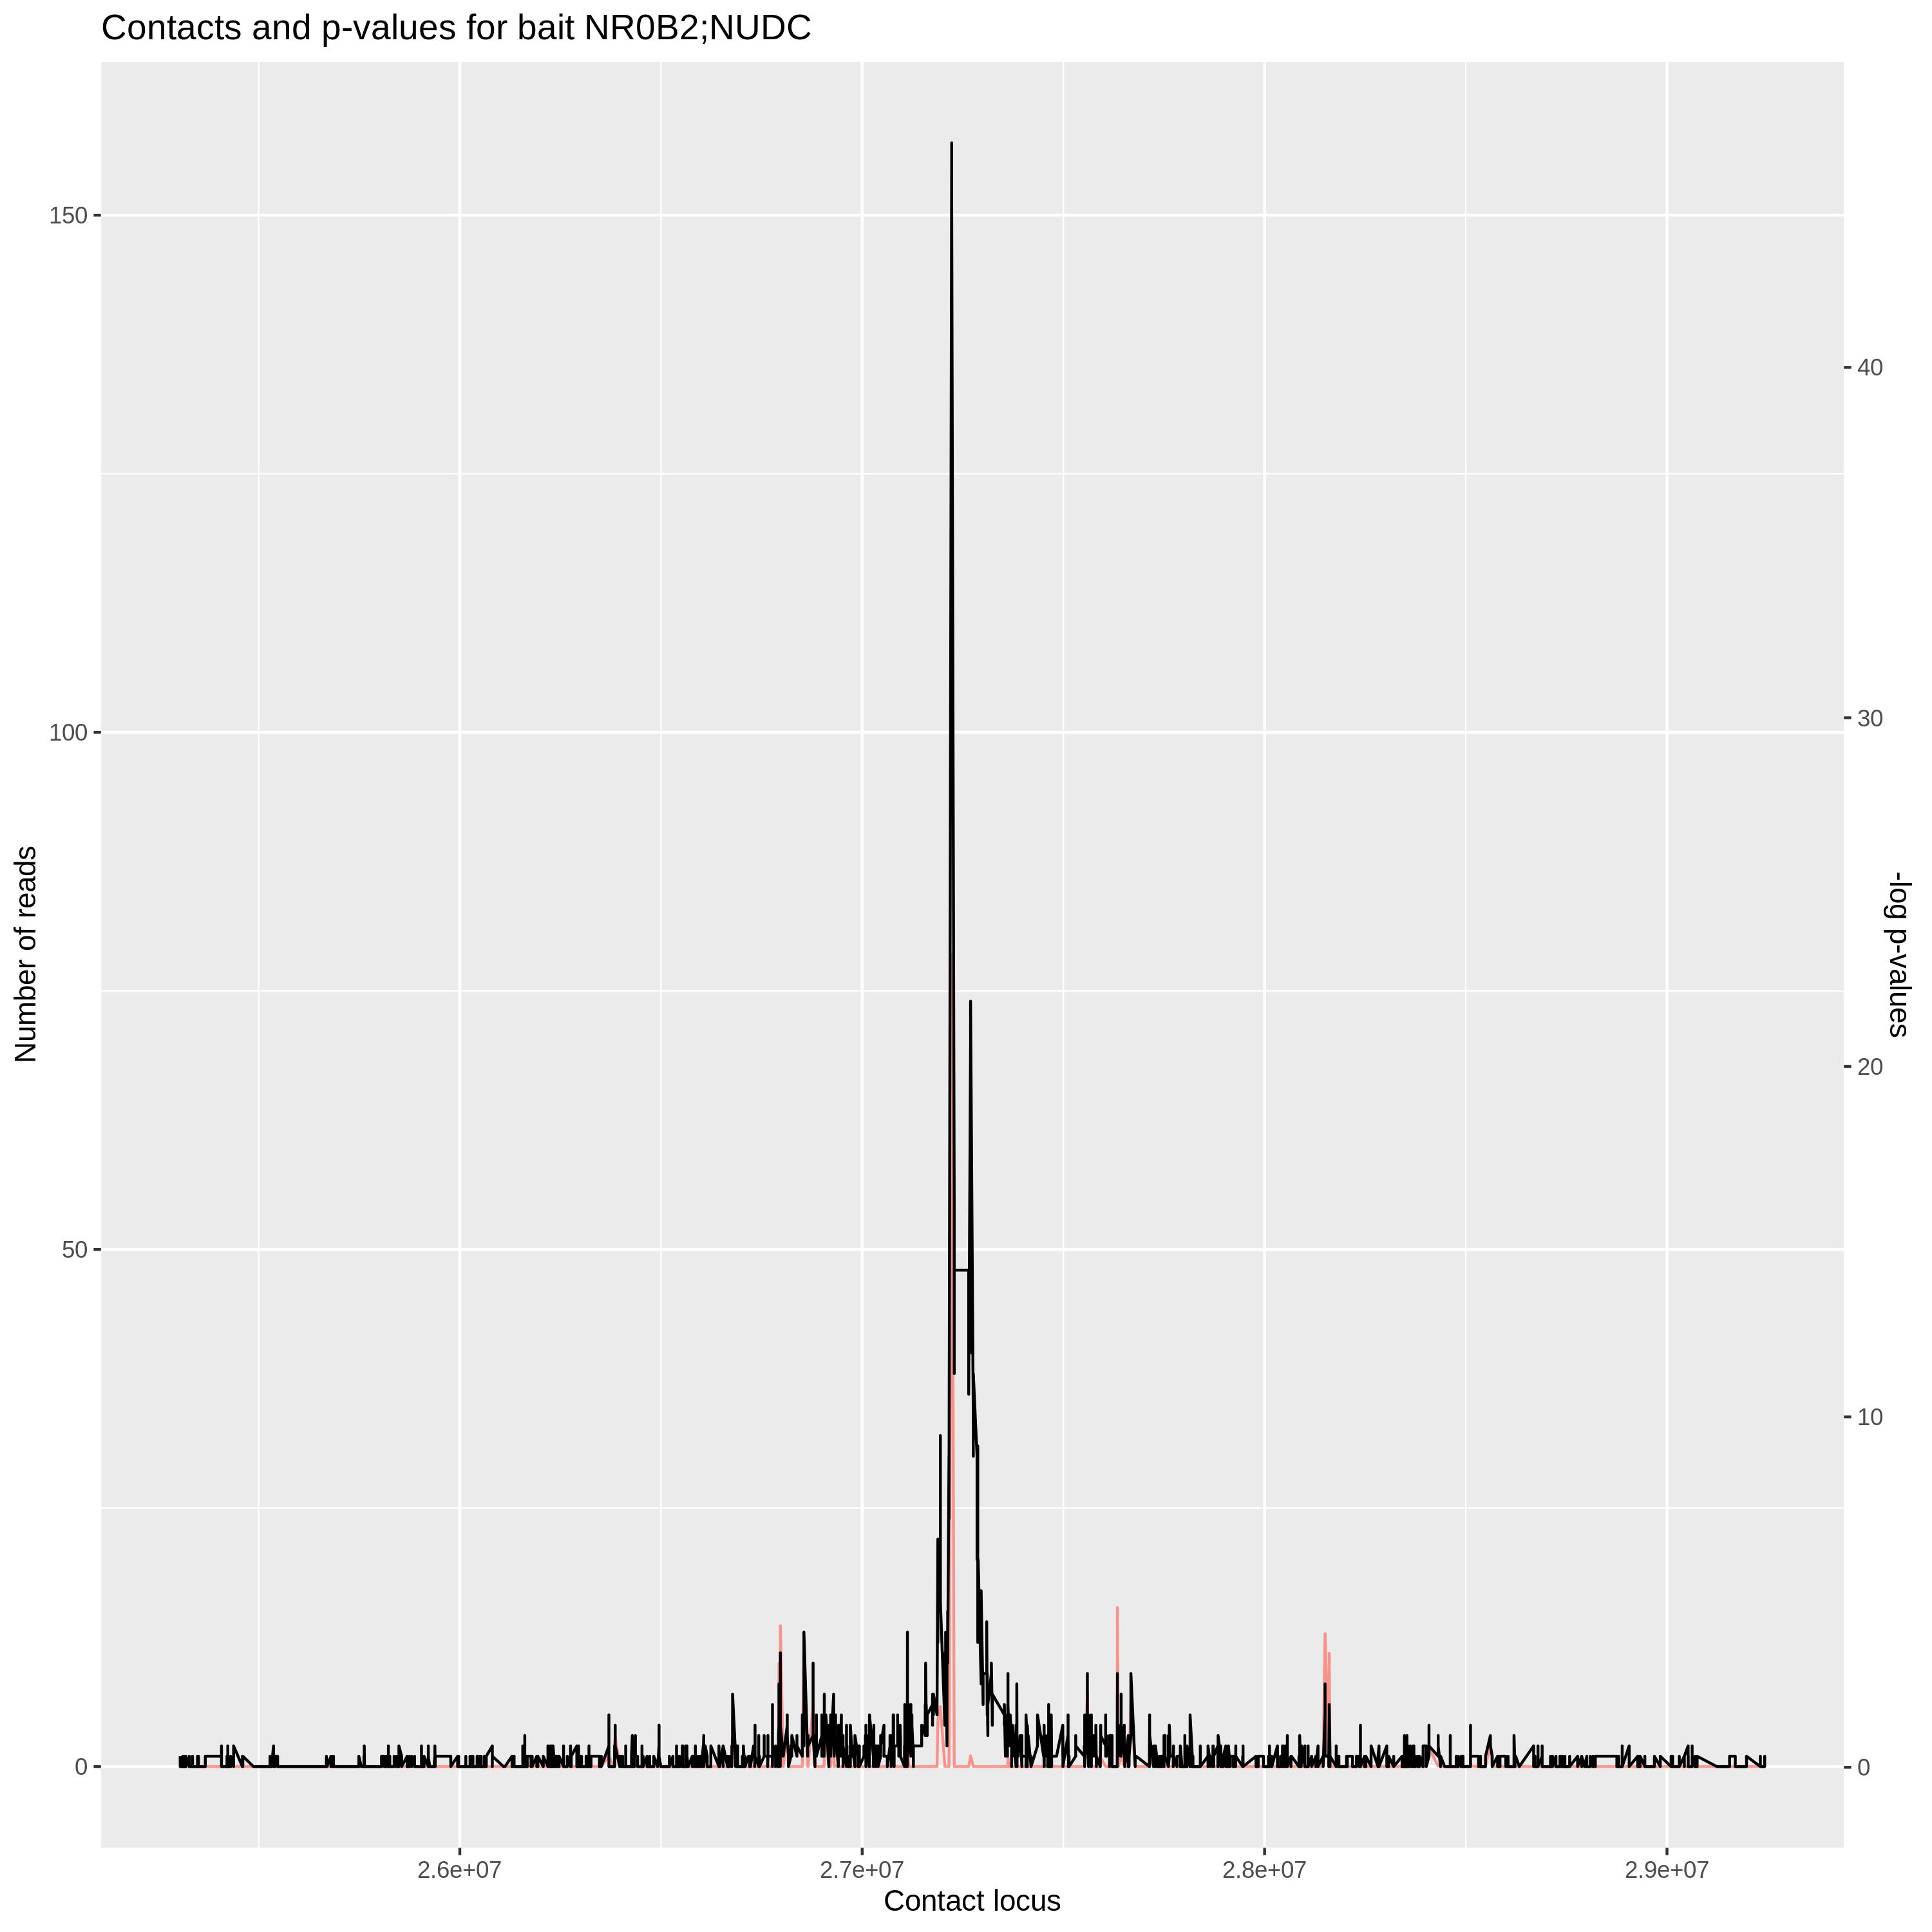 Contacts and p-values for bait NR0B2;NUDC
150
100
50
0
Number of reads
40
30
20
10
0
-log p-values
2.6e+07
2.7e+07
2.8e+07
2.9e+07
Contact locus